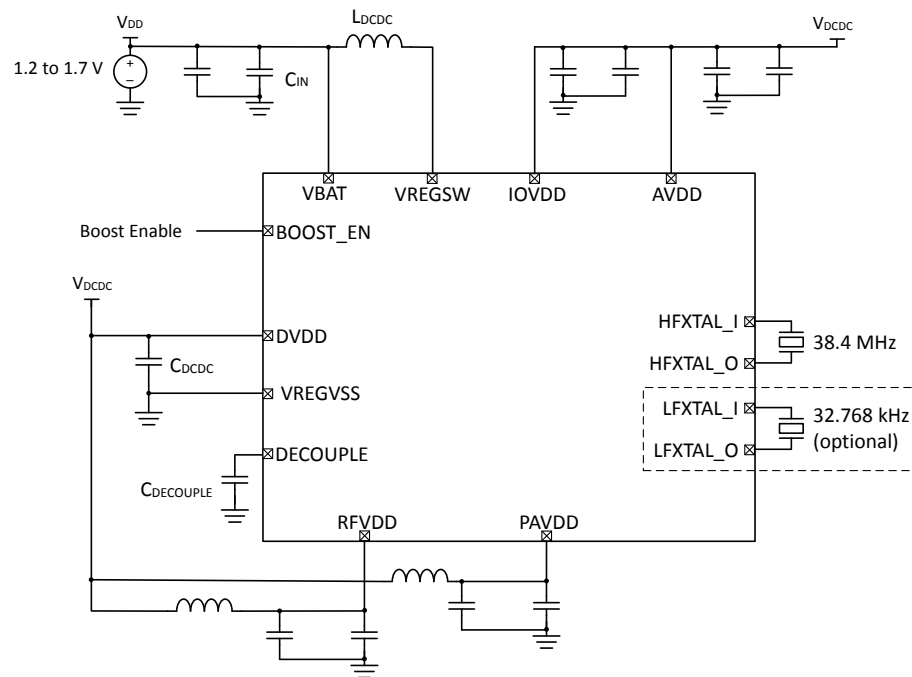 VDD
LDCDC
VDCDC
1.2 to 1.7 V
+
–
CIN
VBAT
VREGSW
IOVDD
AVDD
Boost Enable
BOOST_EN
VDCDC
DVDD
CDCDC
VREGVSS
DECOUPLE
CDECOUPLE
HFXTAL_I
HFXTAL_O
38.4 MHz
LFXTAL_I
LFXTAL_O
32.768 kHz
(optional)
RFVDD
PAVDD